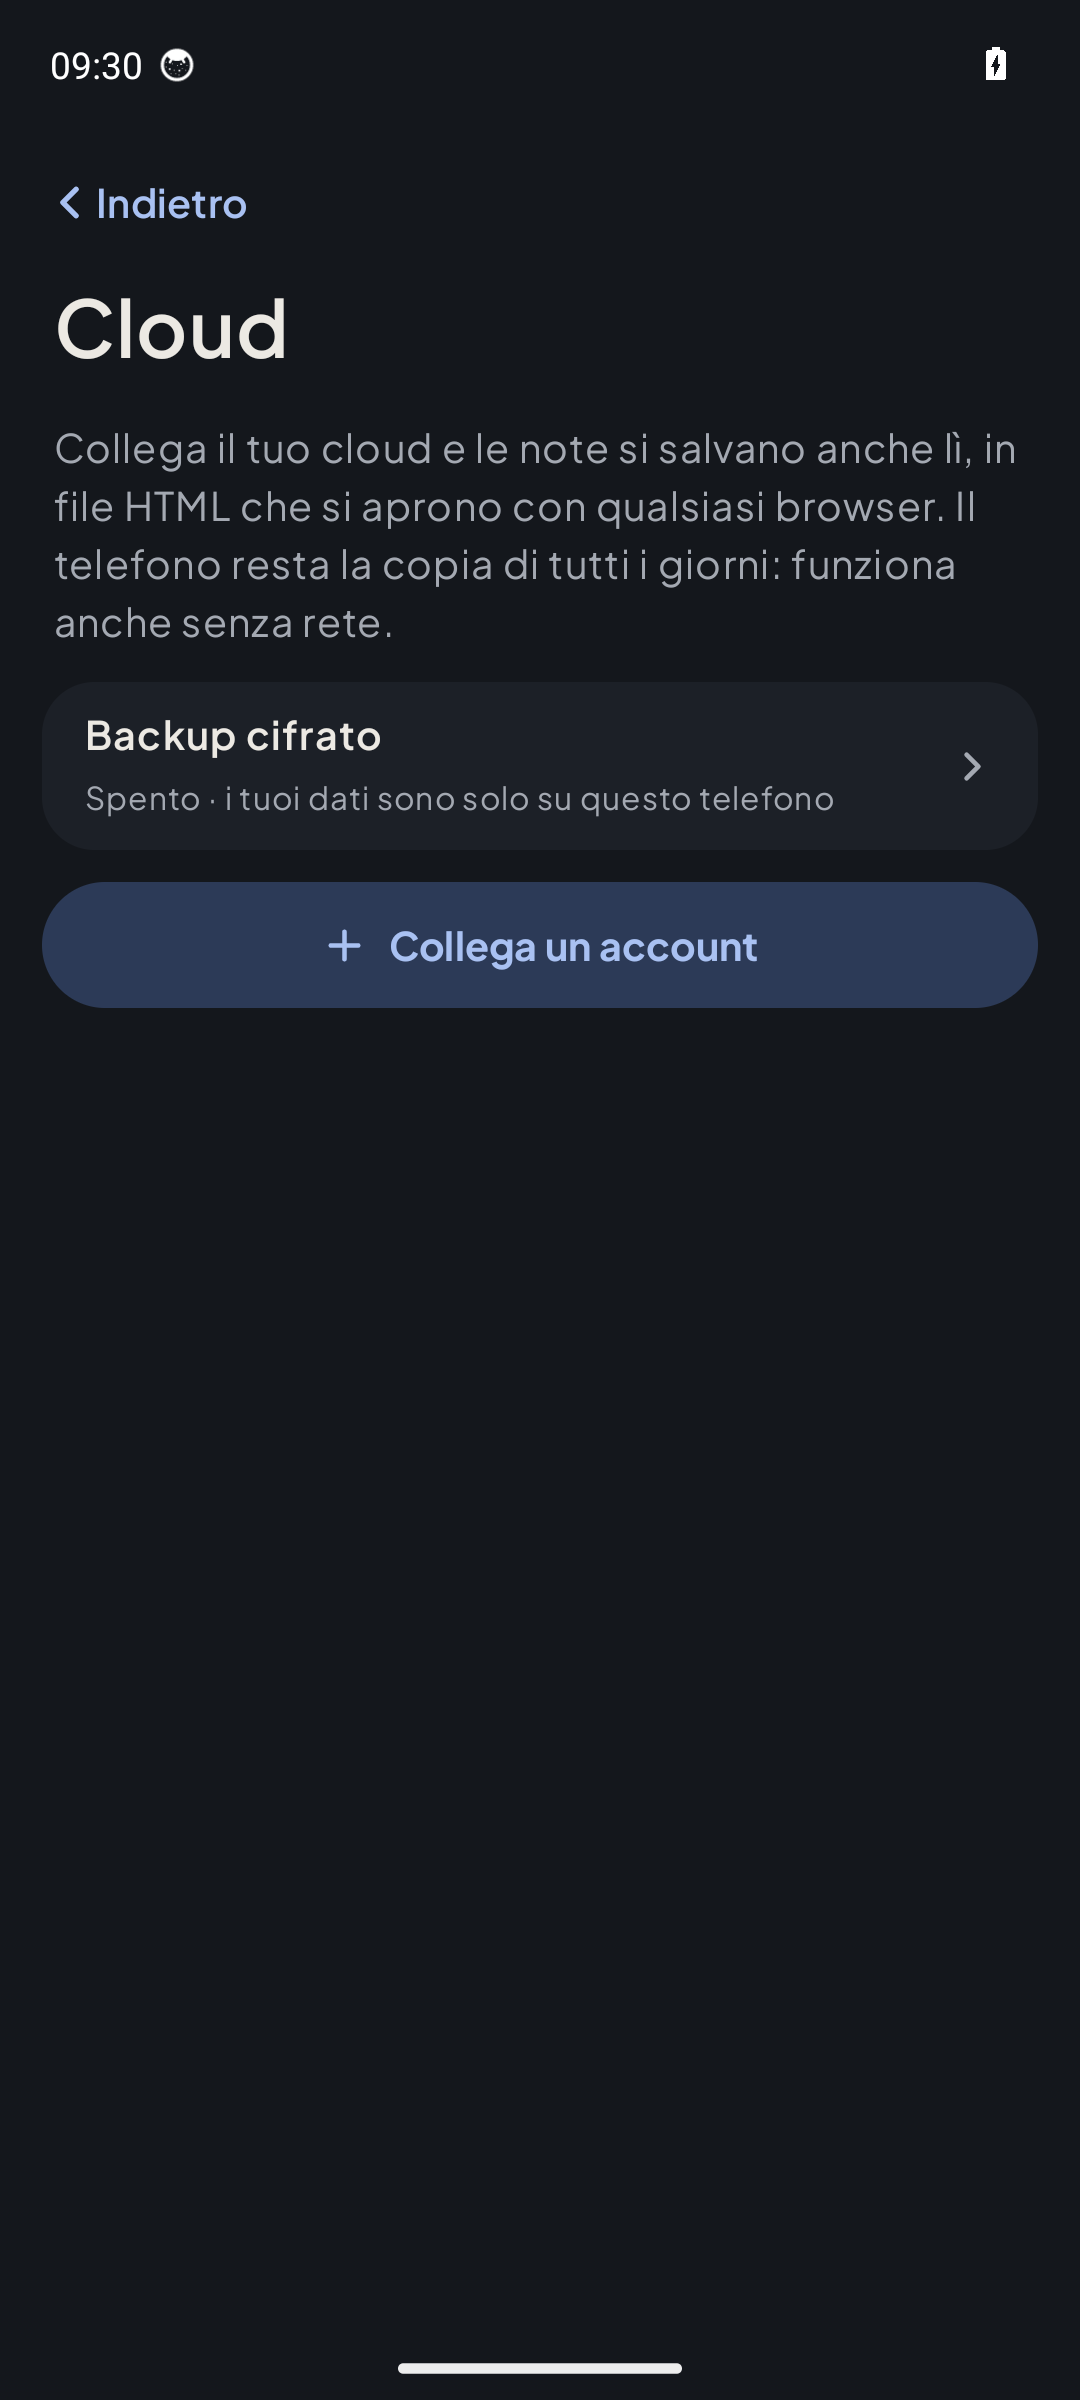 09:30
Indietro
Cloud
Collega il tuo cloud e le note si salvano anche lì, in
file HTML che si aprono con qualsiasi browser. Il
telefono resta la copia di tutti i giorni: funziona
anche senza rete.
Backup cifrato
Spento · i tuoi dati sono solo su questo telefono
Collega un account